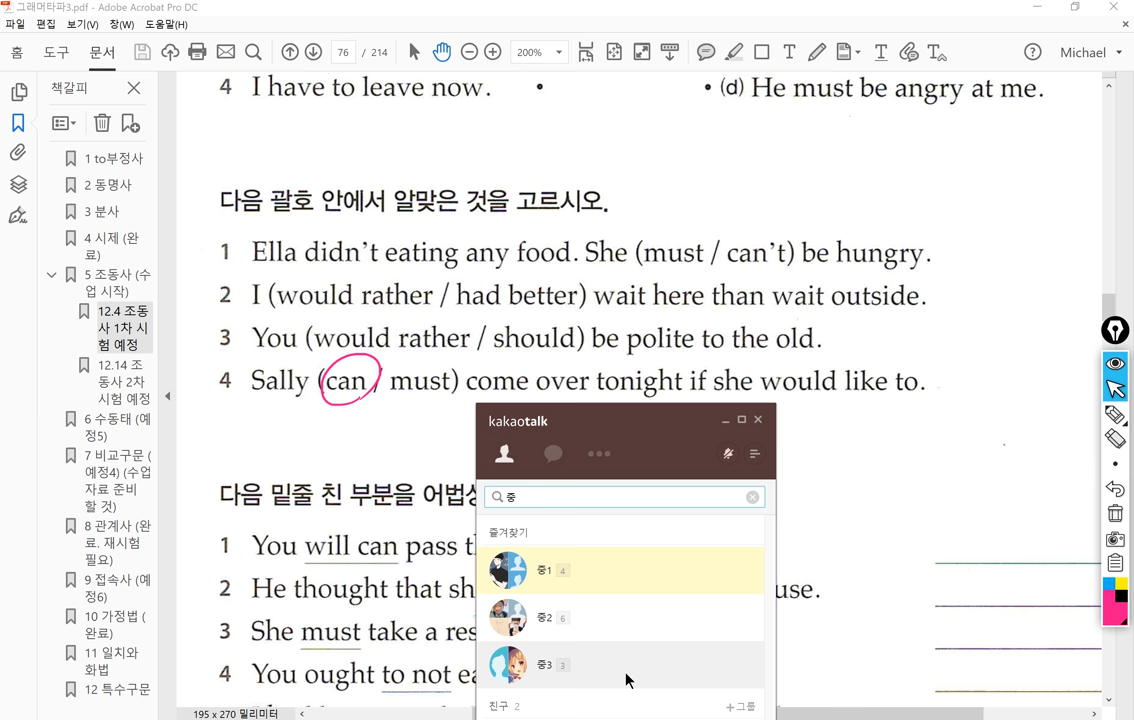 그래머타파3.pdf - Adobe Acrobat Pro DC
파일 편집 보기(V) 창(W) 도움말(H)
홈 도구 문서 76 / 214 200% Michael
책갈피
1 to부정사
2 동명사
3 분사
4 시제 (완
료)
5 조동사 (수
업 시작)
12.4 조동
사 1차 시
험 예정
12.14 조
동사 2차
시험 예정
6 수동태 (예
정5)
7 비교구문 (
예정4) (수업
자료 준비
할 것)
8 관계사 (완
료. 재시험
필요)
9 접속사 (예
정6)
10 가정법 (
완료)
11 일치와
화법
12 특수구문
4 I have to leave now. • • (d) He must be angry at me.
다음 괄호 안에서 알맞은 것을 고르시오.
1 Ella didn't eating any food. She (must / can't) be hungry.
2 I (would rather / had better) wait here than wait outside.
3 You (would rather / should) be polite to the old.
4 Sally (can / must) come over tonight if she would like to.
다음 밑줄 친 부분을 어법상
1 You will can pass t
2 He thought that sh use.
3 She must take a res
4 You ought to not ea
195 x 270 밀리미터
kakaotalk
중
즐겨찾기
중1 4
중2 6
중3 3
친구 2 +그룹